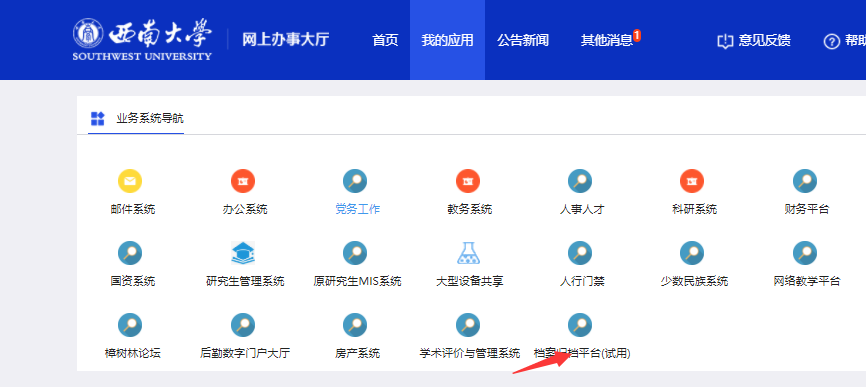 西南大学
SOUTHWEST UNIVERSITY
网上办事大厅
首页 我的应用 公告新闻 其他消息 1 意见反馈 帮助
业务系统导航
邮件系统 办公系统 党务工作 教务系统 人事人才 科研系统 财务平台
国资系统 研究生管理系统 原研究生MIS系统 大型设备共享 人行门禁 少数民族系统 网络教学平台
樟树林论坛 后勤数字门户大厅 房产系统 学术评价与管理系统 档案归档平台(试用)